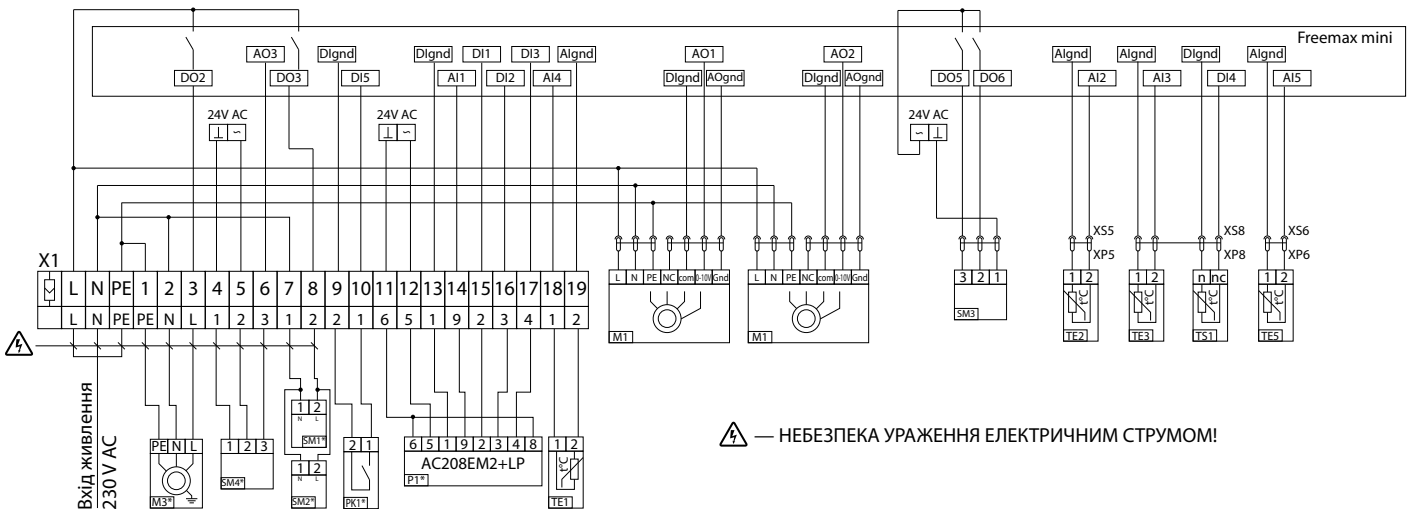 Freemax mini
AO3 DIgnd DIgnd DI1 DI3 AIgnd AO1 AO2 AIgnd AIgnd DIgnd AIgnd
DO2 DO3 DI5 AI1 DI2 AI4 DIgnd AOgnd DIgnd AOgnd DO5 DO6 AI2 AI3 DI4 AI5
24V AC 24V AC 24V AC
⊥ ~ ⊥ ~ ~ ⊥
XS5 XS8 XS6
XP5 XP8 XP6
X1
L N PE 1 2 3 4 5 6 7 8 9 10 11 12 13 14 15 16 17 18 19
L N PE PE N L 1 2 3 1 2 2 1 6 5 1 9 2 3 4 1 2
L N PE NC com 0-10V Gnd
M1
L N PE NC com 0-10V Gnd
M1
3 2 1
SM3
1 2
t°C
TE2
1 2
t°C
TE3
n nc
t°C
TS1
1 2
t°C
TE5
Вхід живлення
230 V AC
PE N L
M3*
1 2 3
SM4*
1 2
N L
SM1*
1 2
N L
SM2*
2 1
PK1*
6 5 1 9 2 3 4 8
AC208EM2+LP
P1*
1 2
t°C
TE1
— НЕБЕЗПЕКА УРАЖЕННЯ ЕЛЕКТРИЧНИМ СТРУМОМ!